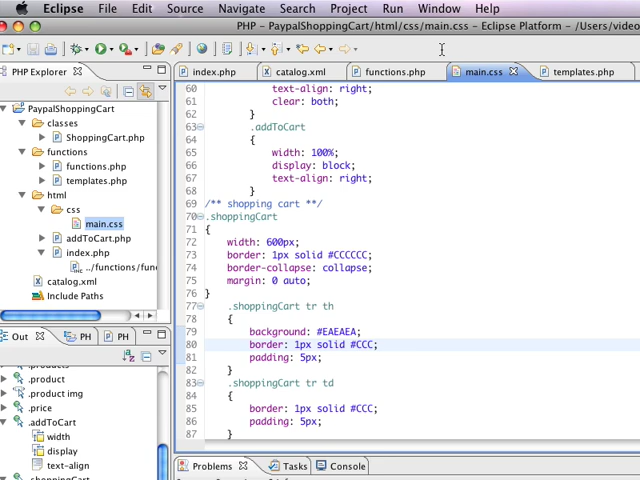 Eclipse File Edit Source Navigate Search Project Run Window Help
PHP - PaypalShoppingCart/html/css/main.css - Eclipse Platform - /Users/video
PHP Explorer
index.php catalog.xml functions.php main.css templates.php
PaypalShoppingCart
classes
ShoppingCart.php
functions
functions.php
templates.php
html
css
main.css
addToCart.php
index.php
../functions/fun
catalog.xml
Include Paths
Out PH PH
.product
.product img
.price
.addToCart
width
display
text-align
60 text-align: right;
61 clear: both;
62 }
63 .addToCart
64 {
65 width: 100%;
66 display: block;
67 text-align: right;
68 }
69 /** shopping cart **/
70 .shoppingCart
71 {
72 width: 600px;
73 border: 1px solid #CCCCCC;
74 border-collapse: collapse;
75 margin: 0 auto;
76 }
77 .shoppingCart tr th
78 {
79 background: #EAEAEA;
80 border: 1px solid #CCC;
81 padding: 5px;
82 }
83 .shoppingCart tr td
84 {
85 border: 1px solid #CCC;
86 padding: 5px;
87 }
Problems Tasks Console